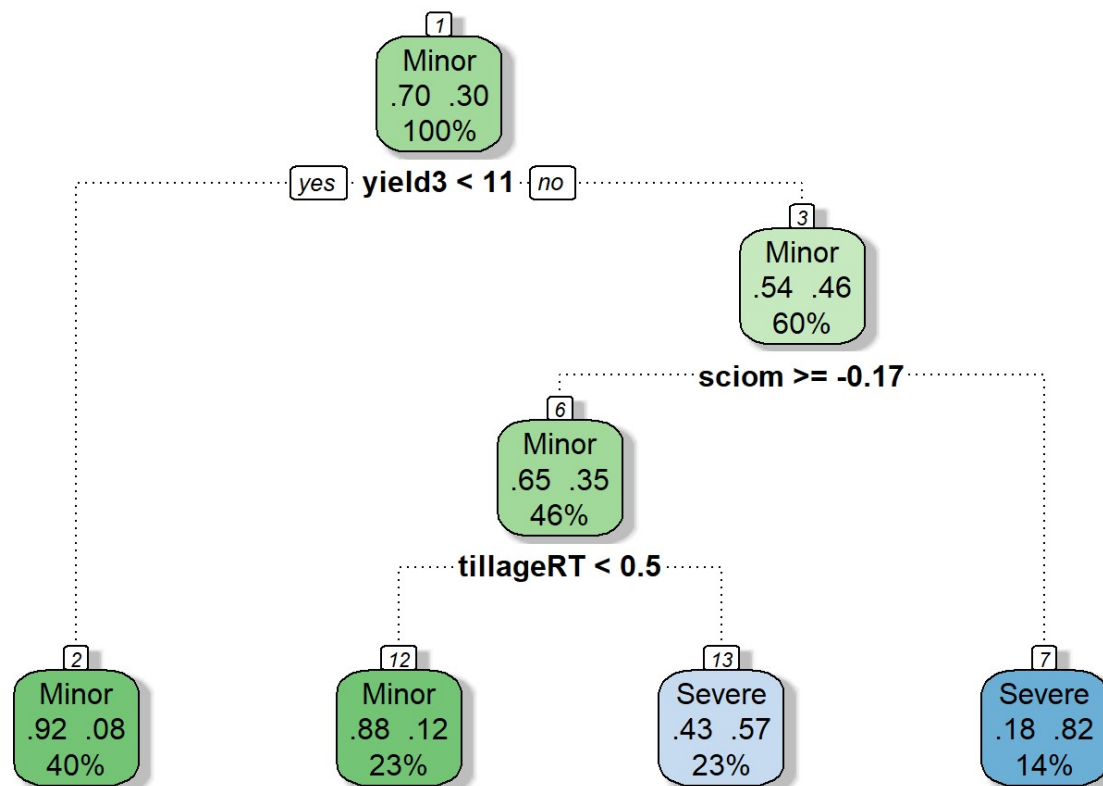 1
Minor
.70 .30
100%
yes yield3 < 11 no
3
Minor
.54 .46
60%
sciom >= -0.17
6
Minor
.65 .35
46%
tillageRT < 0.5
2
Minor
.92 .08
40%
12
Minor
.88 .12
23%
13
Severe
.43 .57
23%
7
Severe
.18 .82
14%